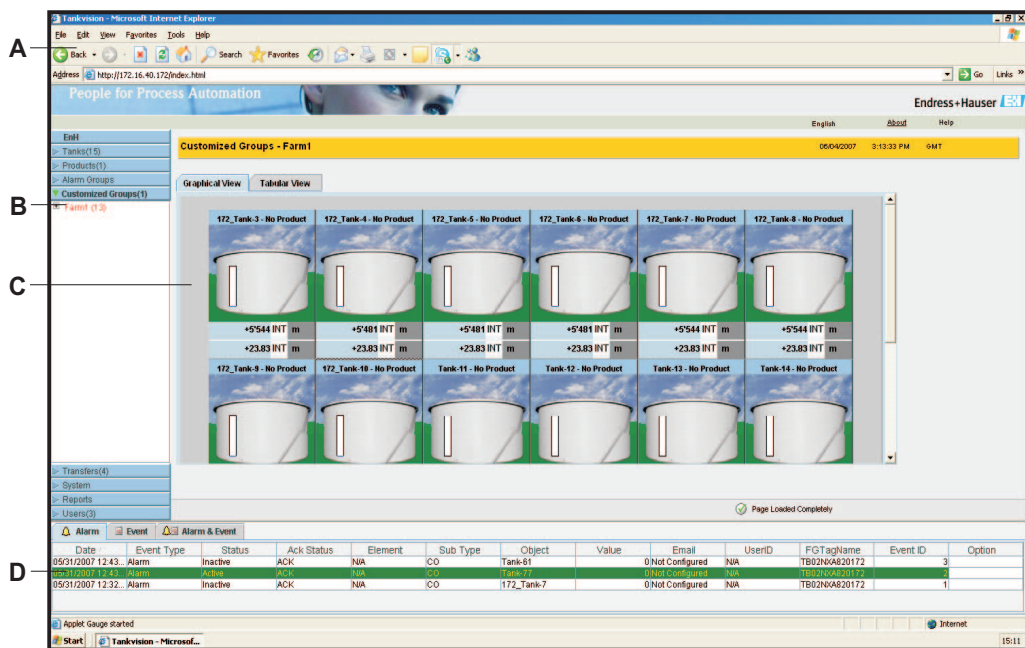 Tankvision - Microsoft Internet Explorer
File Edit View Favorites Tools Help
A
Back Search Favorites
Address http://172.16.40.172/index.html Go Links »
People for Process Automation
Endress+Hauser EH
English About Help
EnH
Tanks(15)
Products(1)
Alarm Groups
Customized Groups(1)
B
Farm1 (13)
Customized Groups - Farm1 06/04/2007 3:13:33 PM GMT
Graphical View Tabular View
172_Tank-3 - No Product 172_Tank-4 - No Product 172_Tank-5 - No Product 172_Tank-6 - No Product 172_Tank-7 - No Product 172_Tank-8 - No Product
C
+5'544 INT m +5'481 INT m +5'481 INT m +5'481 INT m +5'544 INT m +5'544 INT m
+23.83 INT m +23.83 INT m +23.83 INT m +23.83 INT m +23.83 INT m +23.83 INT m
172_Tank-9 - No Product 172_Tank-10 - No Product Tank-11 - No Product Tank-12 - No Product Tank-13 - No Product Tank-14 - No Product
Transfers(4)
System
Reports
Users(3)
Page Loaded Completely
Alarm Event Alarm & Event
Date Event Type Status Ack Status Element Sub Type Object Value Email UserID FGTagName Event ID Option
05/31/2007 12:43... Alarm Inactive ACK N/A CO Tank-61 0 Not Configured N/A TB02NXA820172 3
D
05/31/2007 12:43... Alarm Active ACK N/A CO Tank-77 0 Not Configured N/A TB02NXA820172 2
05/31/2007 12:32... Alarm Inactive ACK N/A CO 172_Tank-7 0 Not Configured N/A TB02NXA820172 1
Applet Gauge started Internet
Start Tankvision - Microsof... 15:11